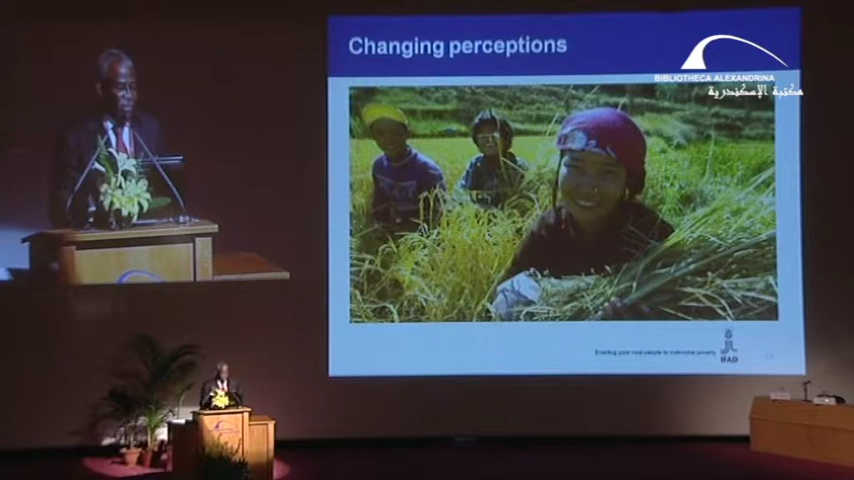 Changing perceptions
BIBLIOTHECA ALEXANDRINA
مكتبة الإسكندرية
Enabling poor rural people to overcome poverty
IFAD